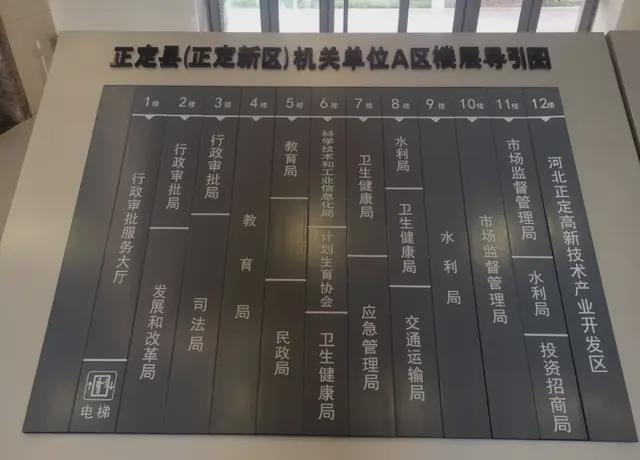 正定县(正定新区)机关单位A区楼层导引图
1楼
行政审批服务大厅
2楼
行政审批局
发展和改革局
3楼
行政审批局
司法局
4楼
教育局
5楼
教育局
民政局
6楼
科学技术和工业信息化局
计划生育协会
卫生健康局
7楼
卫生健康局
应急管理局
8楼
水利局
卫生健康局
交通运输局
9楼
水利局
10楼
市场监督管理局
11楼
市场监督管理局
水利局
投资招商局
12楼
河北正定高新技术产业开发区
电梯